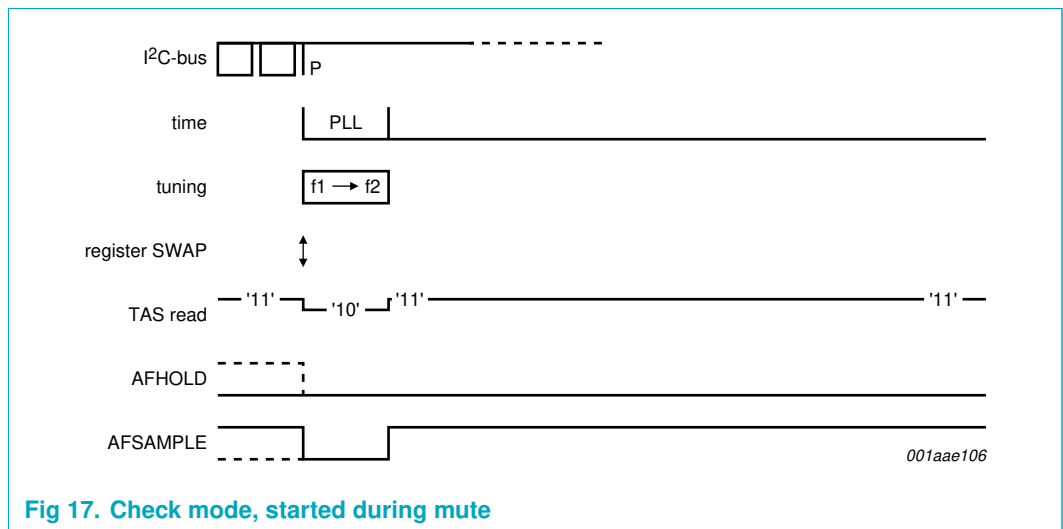 I²C-bus
P
time
PLL
tuning
f1 → f2
register SWAP
TAS read
'11' '10' '11' '11'
AFHOLD
AFSAMPLE
001aae106
Fig 17. Check mode, started during mute